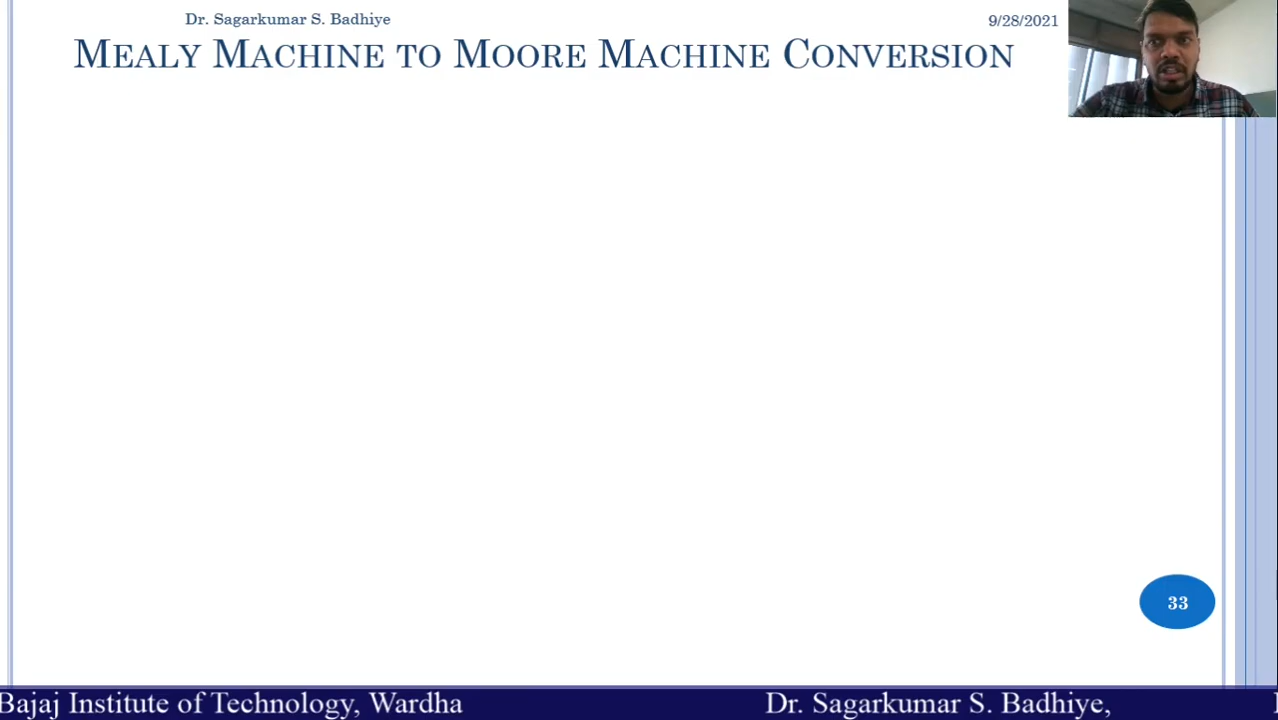 Dr. Sagarkumar S. Badhiye
9/28/2021
MEALY MACHINE TO MOORE MACHINE CONVERSION
33
Bajaj Institute of Technology, Wardha
Dr. Sagarkumar S. Badhiye,